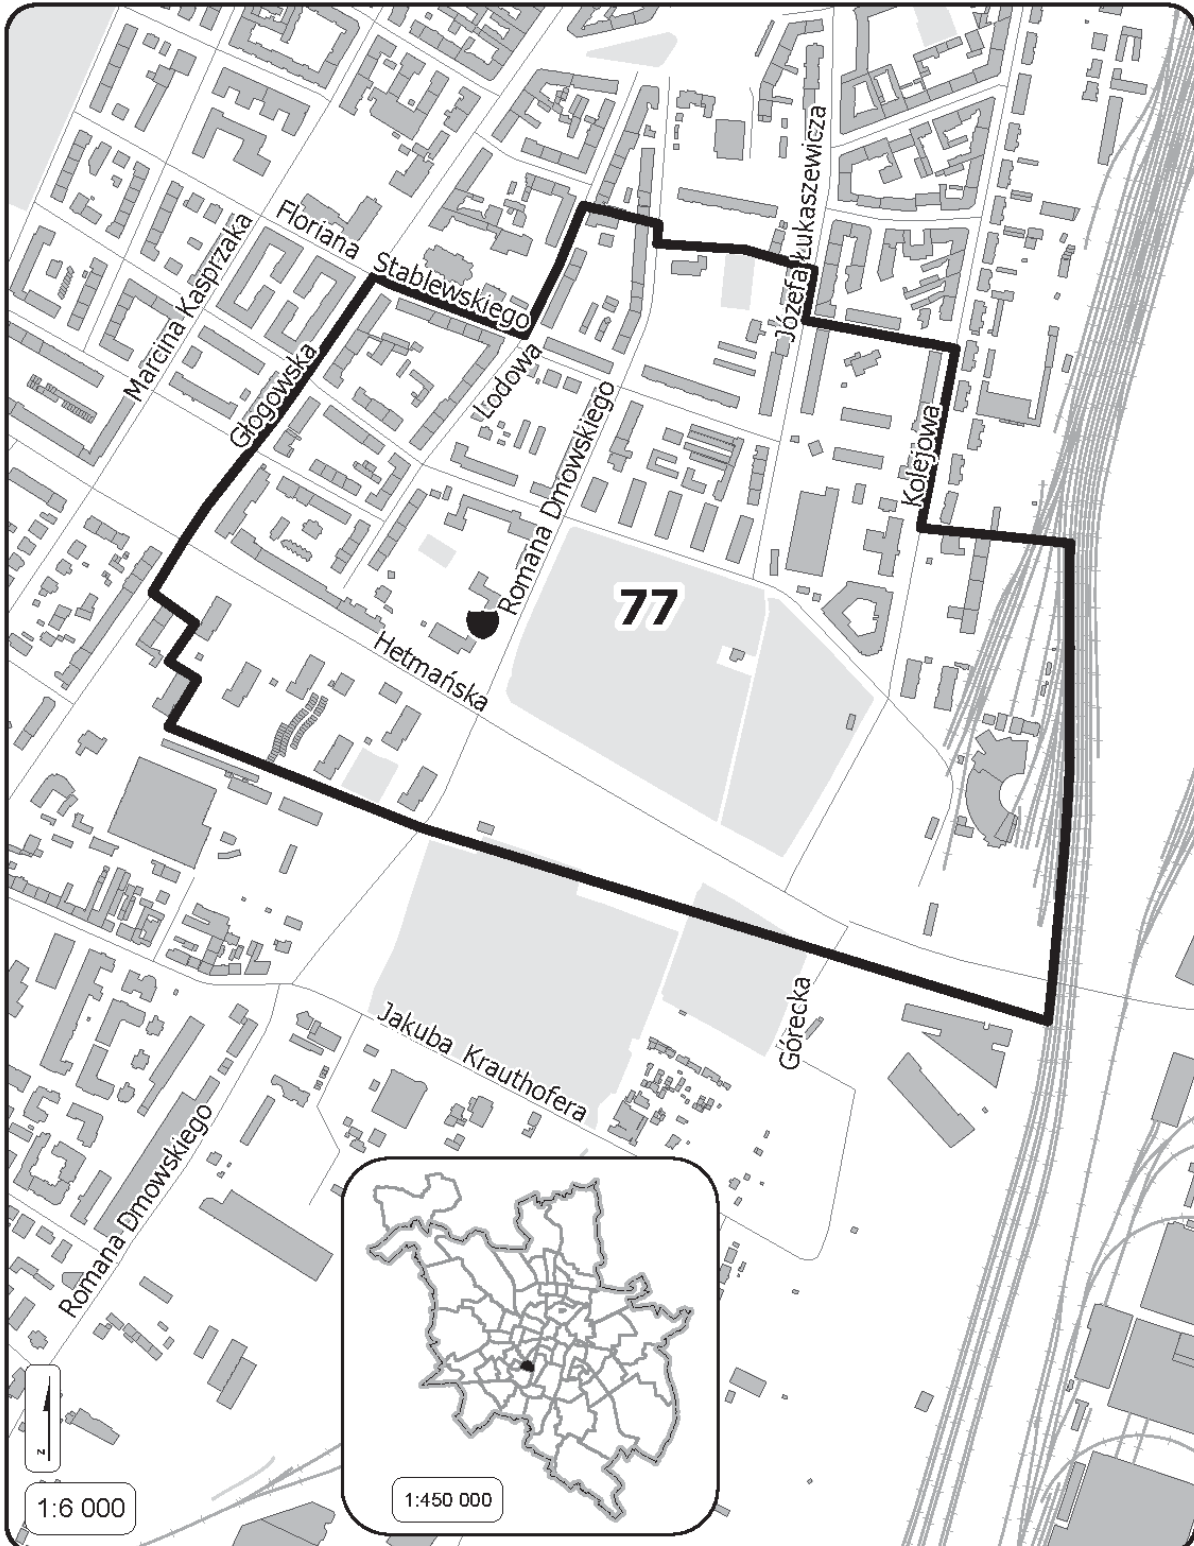 Józefa Łukaszewicza
Floriana
Stablewskiego
Marcina Kasprzaka
Głogowska
Lodowa
Romana Dmowskiego
Kolejowa
77
Hetmańska
Górecka
Jakuba Krauthofera
Romana Dmowskiego
N
1:6 000
1:450 000